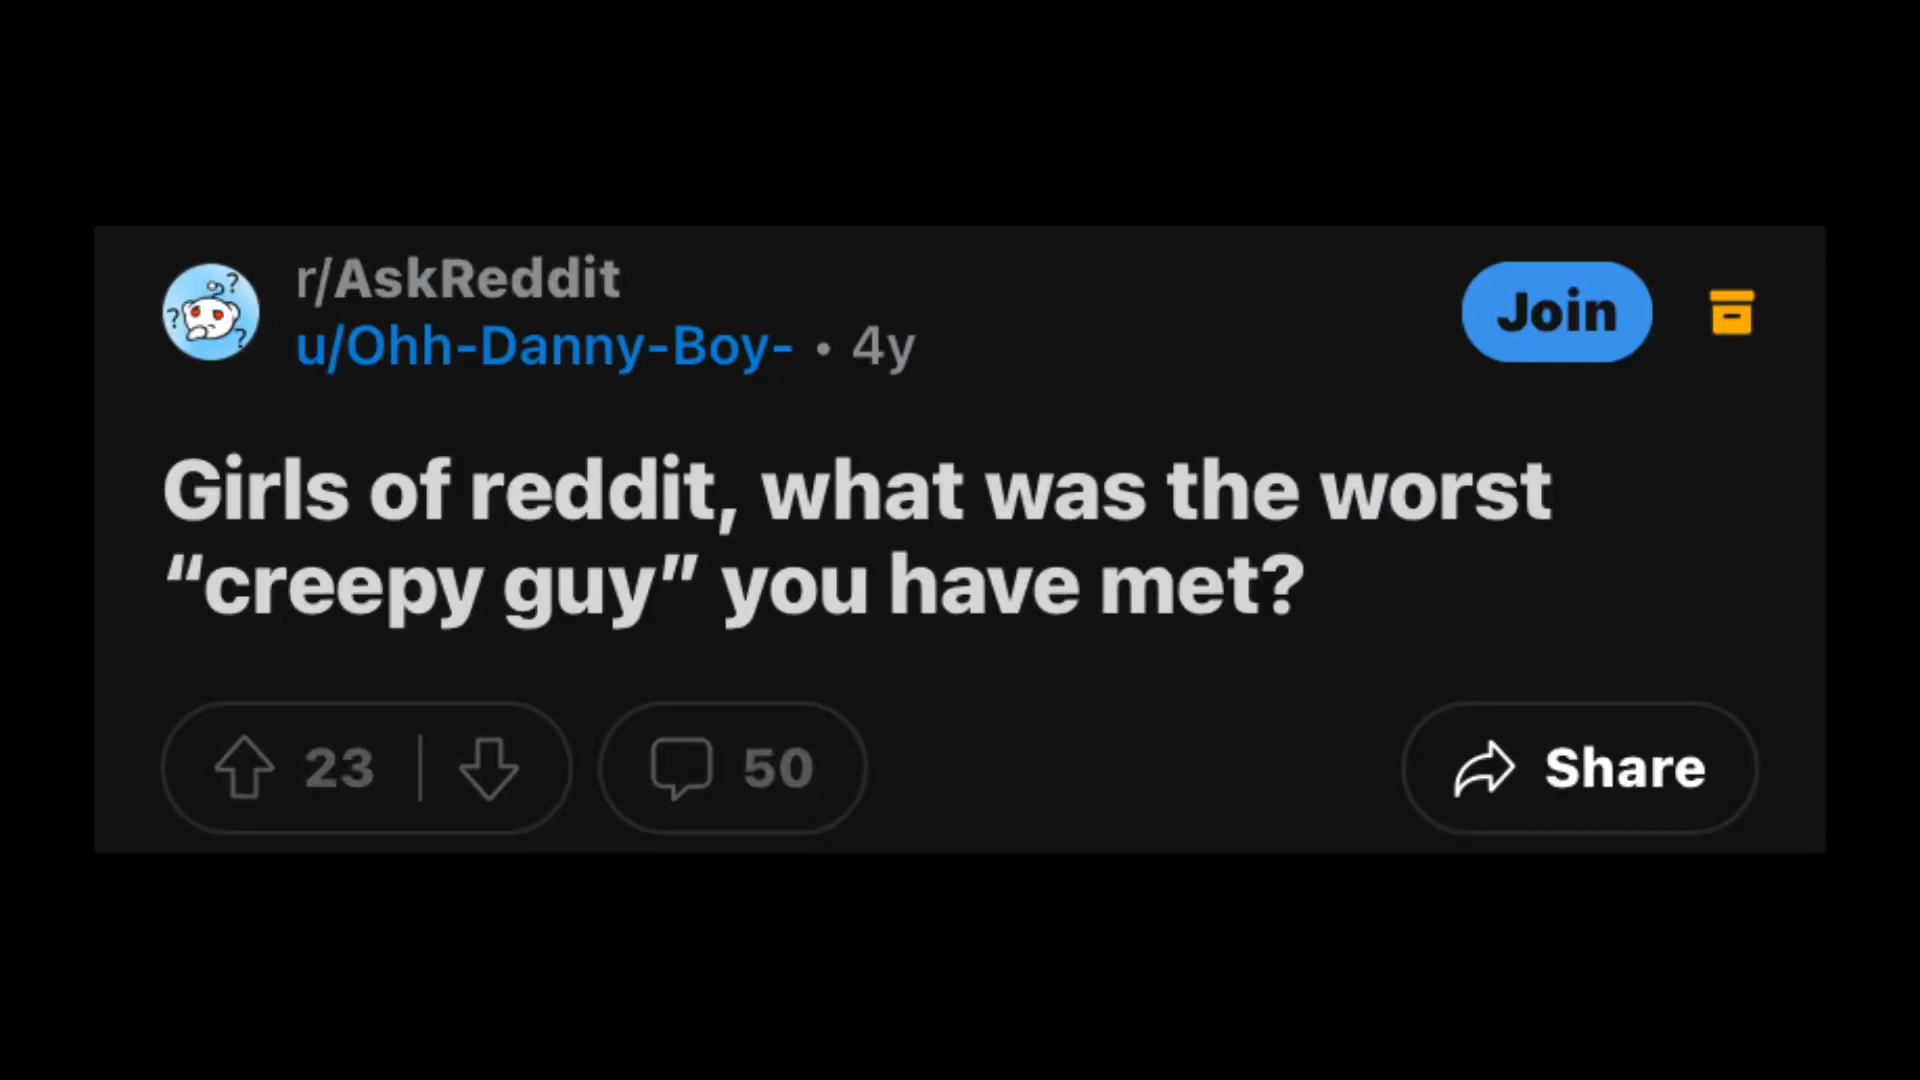 r/AskReddit
u/Ohh-Danny-Boy- • 4y
Join
Girls of reddit, what was the worst
“creepy guy” you have met?
23
50
Share